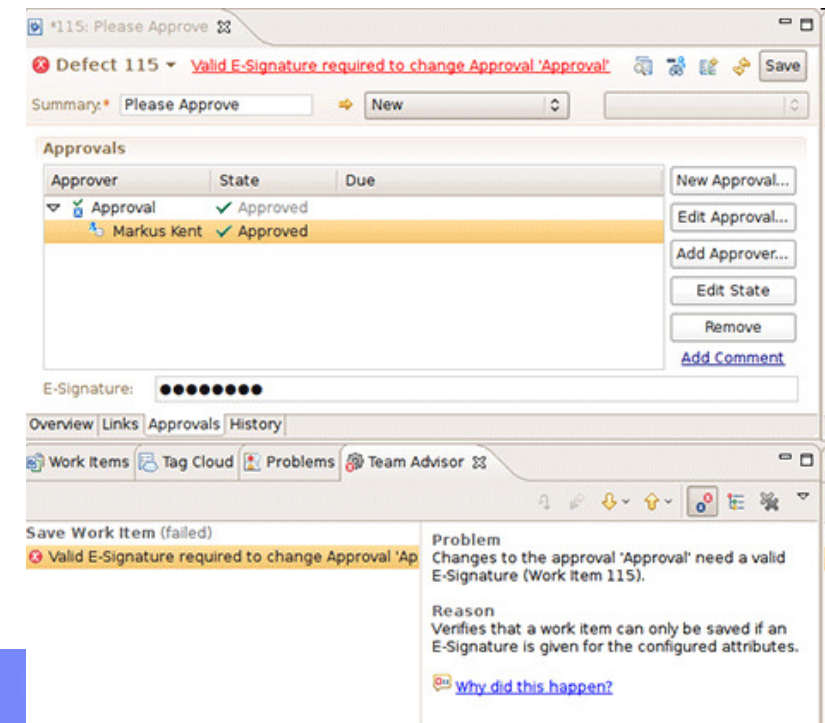 *115: Please Approve
Defect 115 Valid E-Signature required to change Approval 'Approval' Save
Summary:* Please Approve New
Approvals
Approver State Due
New Approval...
Approval Approved
Edit Approval...
Markus Kent Approved
Add Approver...
Edit State
Remove
Add Comment
E-Signature: ●●●●●●●●
Overview Links Approvals History
Work Items Tag Cloud Problems Team Advisor
Save Work Item (failed)
Valid E-Signature required to change Approval 'Ap
Problem
Changes to the approval 'Approval' need a valid
E-Signature (Work Item 115).
Reason
Verifies that a work item can only be saved if an
E-Signature is given for the configured attributes.
Why did this happen?